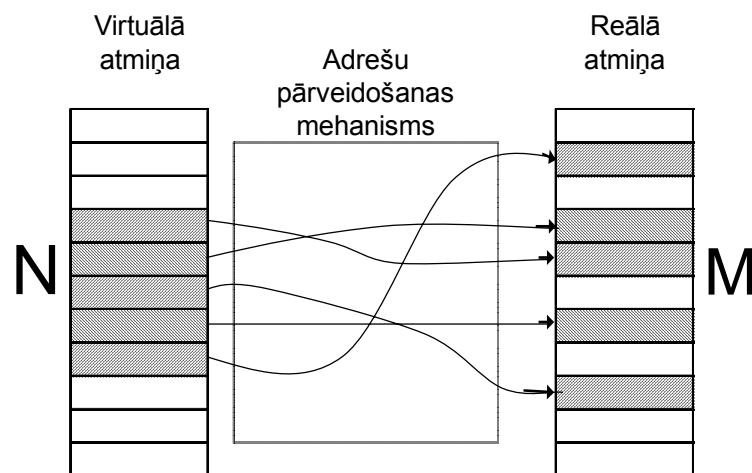 Virtuālā
atmiņa
Adrešu
pārveidošanas
mehanisms
Reālā
atmiņa
N
M